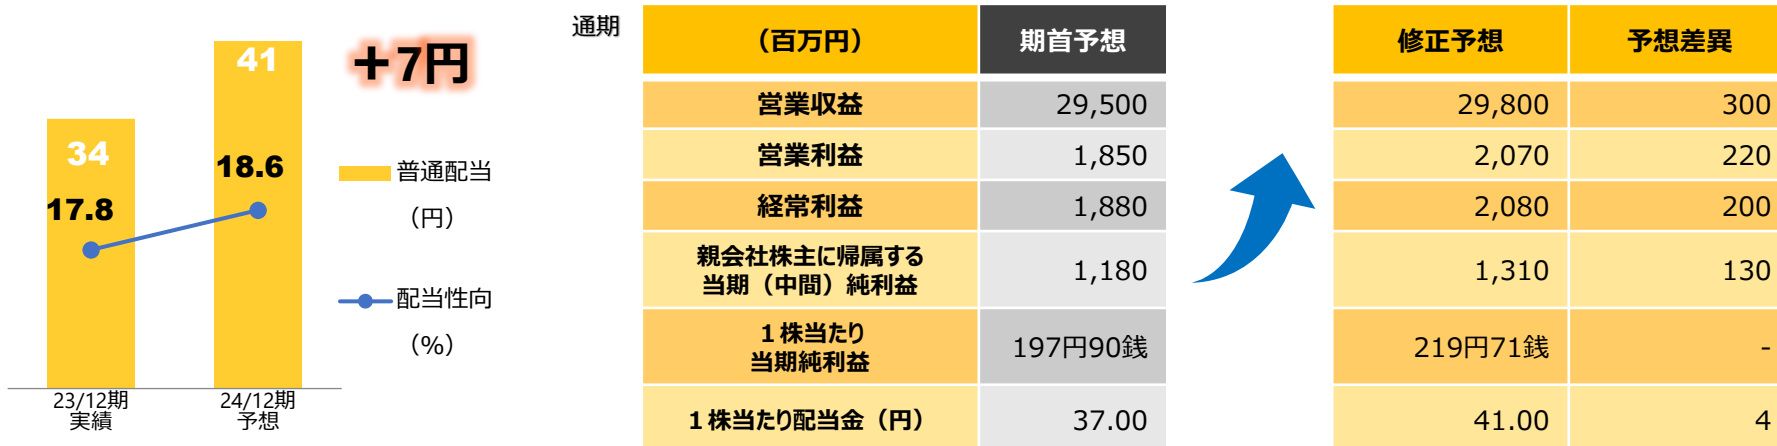 41
34
18.6
17.8
+7円
普通配当
（円）
配当性向
（%）
23/12期
実績
24/12期
予想
通期
（百万円） 期首予想 修正予想 予想差異
営業収益 29,500 29,800 300
営業利益 1,850 2,070 220
経常利益 1,880 2,080 200
親会社株主に帰属する
当期（中間）純利益 1,180 1,310 130
１株当たり
当期純利益 197円90銭 219円71銭 -
１株当たり配当金（円） 37.00 41.00 4